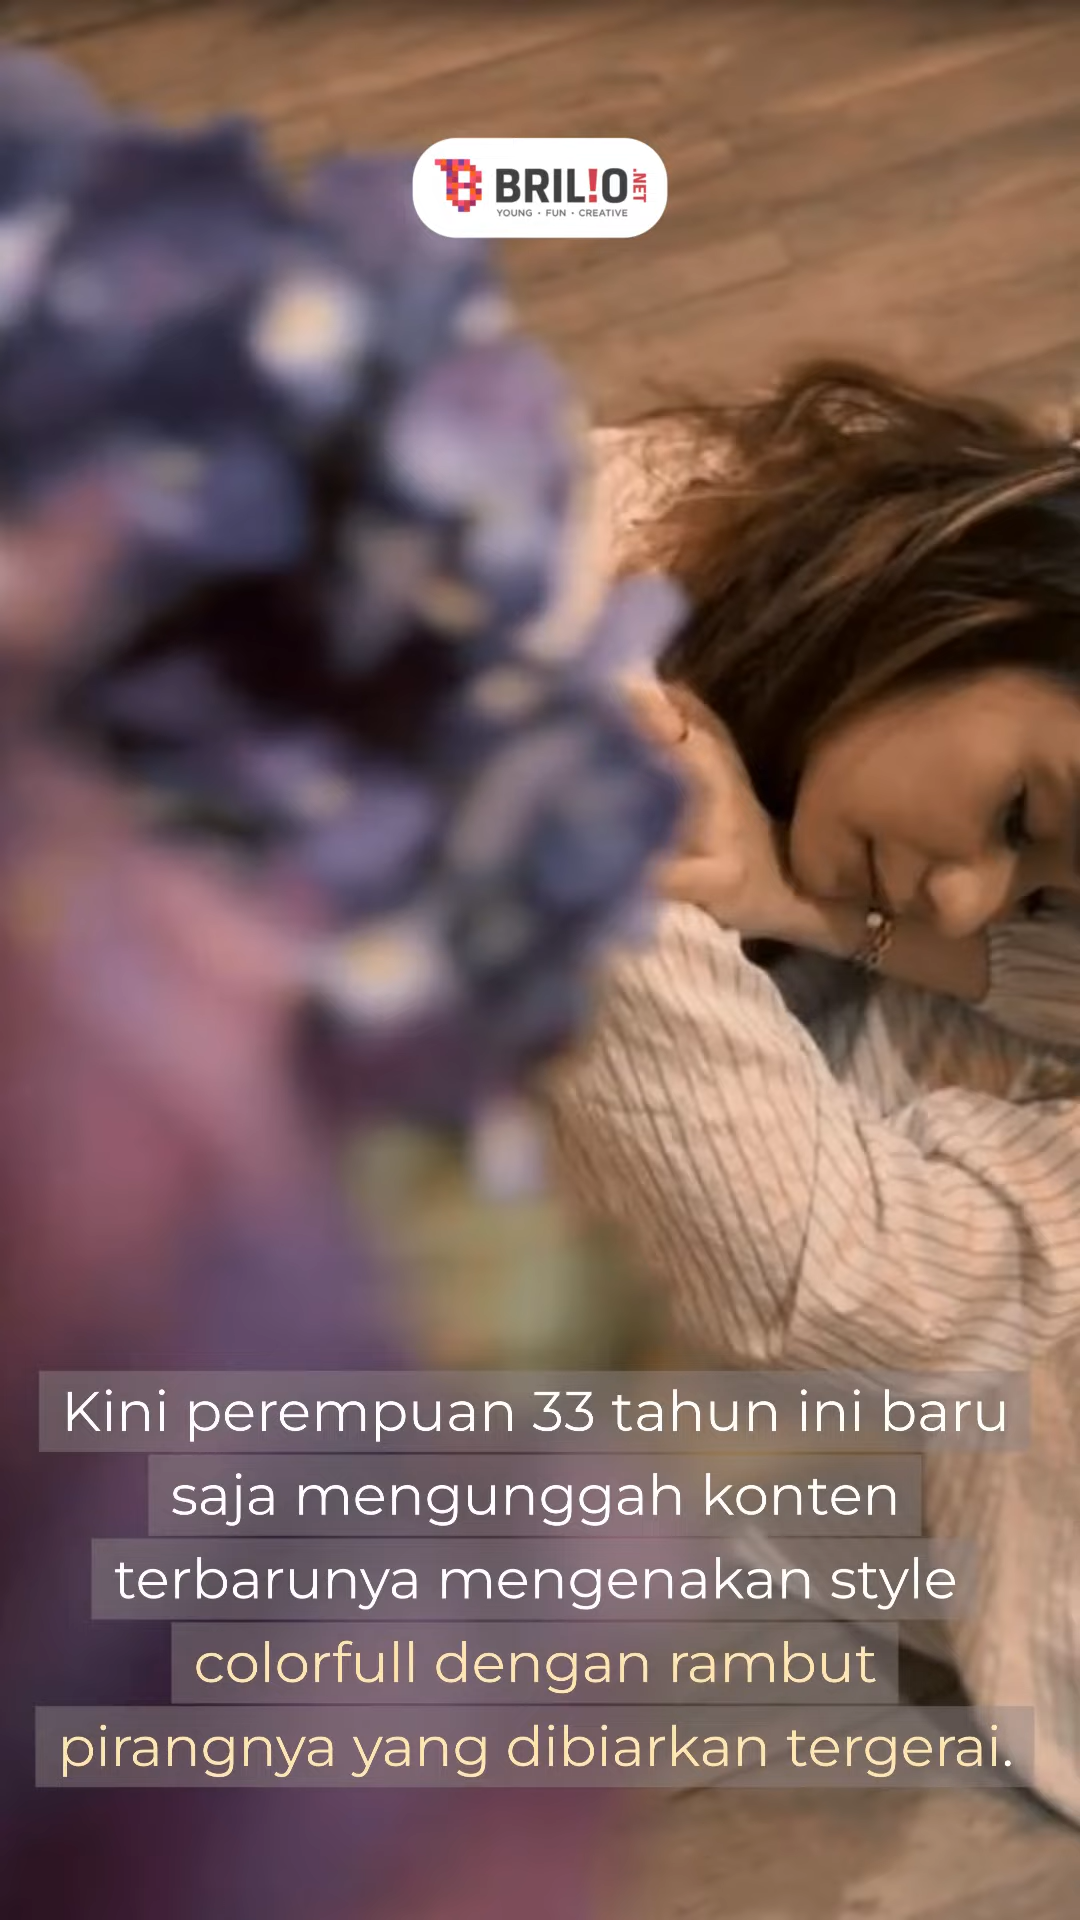 BRIL!O.NET
YOUNG · FUN · CREATIVE
Kini perempuan 33 tahun ini baru
saja mengunggah konten
terbarunya mengenakan style
colorfull dengan rambut
pirangnya yang dibiarkan tergerai.